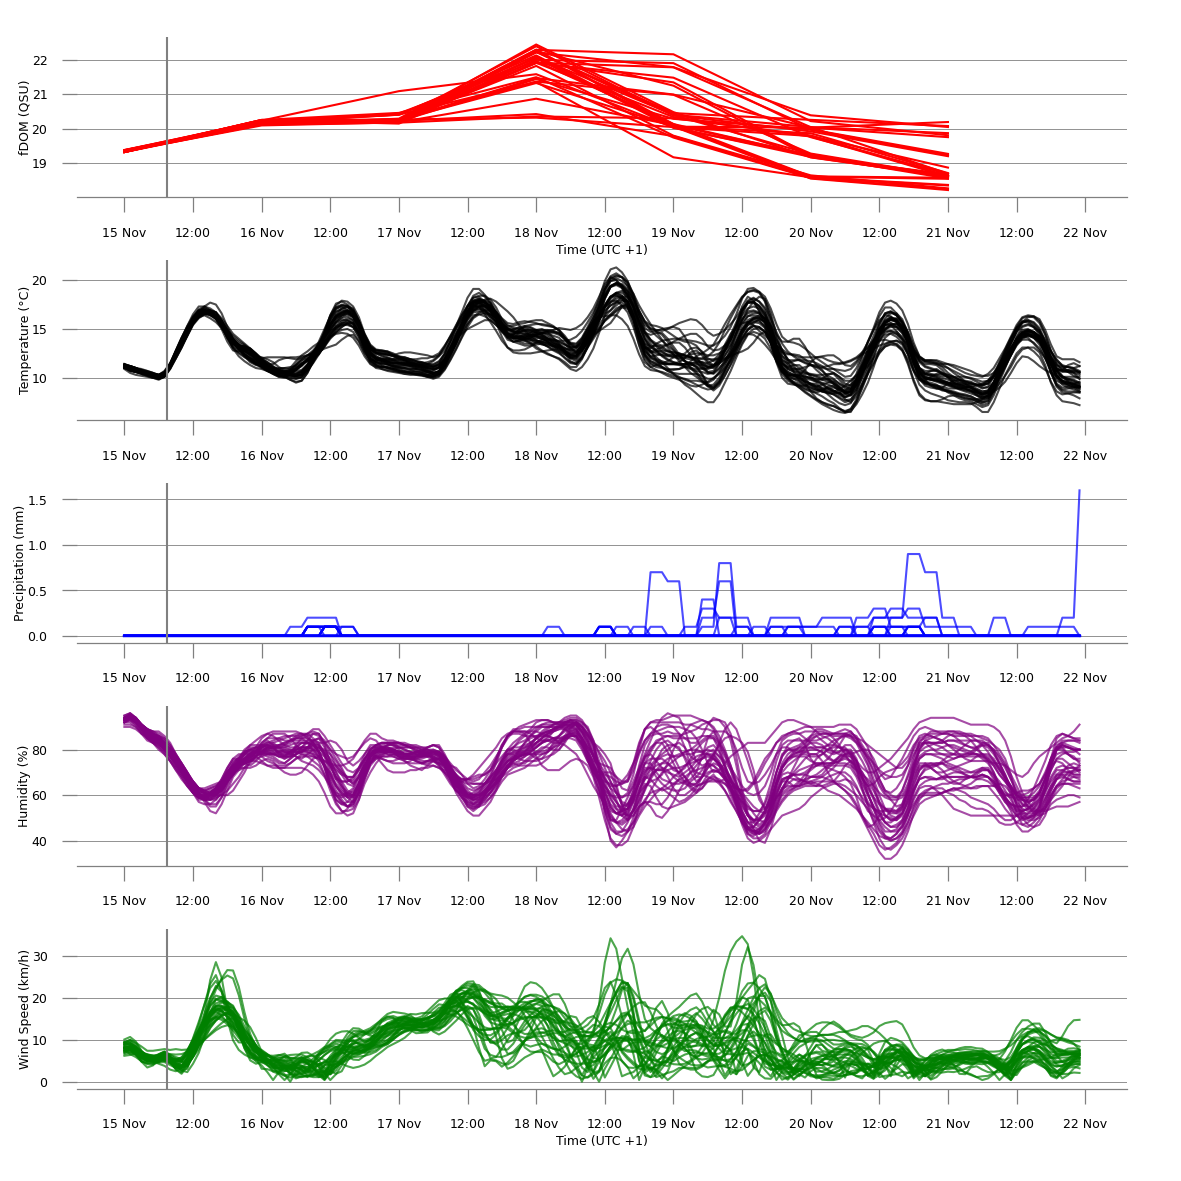 fDOM (QSU)
22
21
20
19
15 Nov 12:00 16 Nov 12:00 17 Nov 12:00 18 Nov 12:00 19 Nov 12:00 20 Nov 12:00 21 Nov 12:00 22 Nov
Time (UTC +1)
Temperature (°C)
20
15
10
15 Nov 12:00 16 Nov 12:00 17 Nov 12:00 18 Nov 12:00 19 Nov 12:00 20 Nov 12:00 21 Nov 12:00 22 Nov
Precipitation (mm)
1.5
1.0
0.5
0.0
15 Nov 12:00 16 Nov 12:00 17 Nov 12:00 18 Nov 12:00 19 Nov 12:00 20 Nov 12:00 21 Nov 12:00 22 Nov
Humidity (%)
80
60
40
15 Nov 12:00 16 Nov 12:00 17 Nov 12:00 18 Nov 12:00 19 Nov 12:00 20 Nov 12:00 21 Nov 12:00 22 Nov
Wind Speed (km/h)
30
20
10
0
15 Nov 12:00 16 Nov 12:00 17 Nov 12:00 18 Nov 12:00 19 Nov 12:00 20 Nov 12:00 21 Nov 12:00 22 Nov
Time (UTC +1)